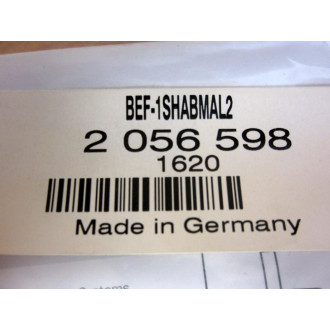 BEF-1SHABMAL2
2 056 598
1620
Made in Germany